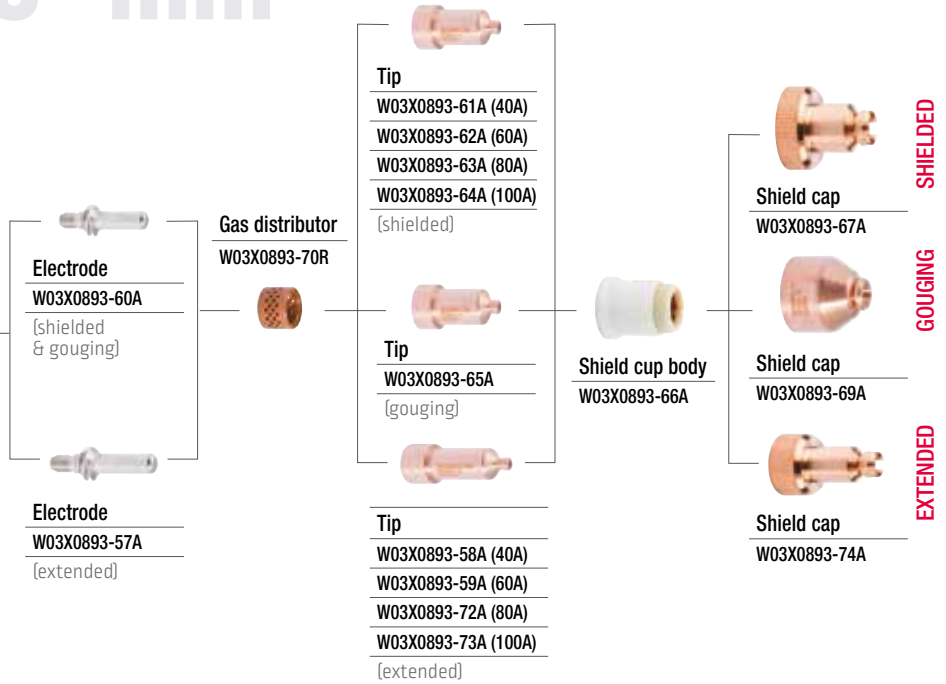 Electrode
W03X0893-60A
(shielded
& gouging)
Electrode
W03X0893-57A
(extended)
Gas distributor
W03X0893-70R
Tip
W03X0893-61A (40A)
W03X0893-62A (60A)
W03X0893-63A (80A)
W03X0893-64A (100A)
(shielded)
Tip
W03X0893-65A
(gouging)
Tip
W03X0893-58A (40A)
W03X0893-59A (60A)
W03X0893-72A (80A)
W03X0893-73A (100A)
(extended)
Shield cup body
W03X0893-66A
Shield cap
W03X0893-67A
SHIELDED
Shield cap
W03X0893-69A
GOUGING
Shield cap
W03X0893-74A
EXTENDED